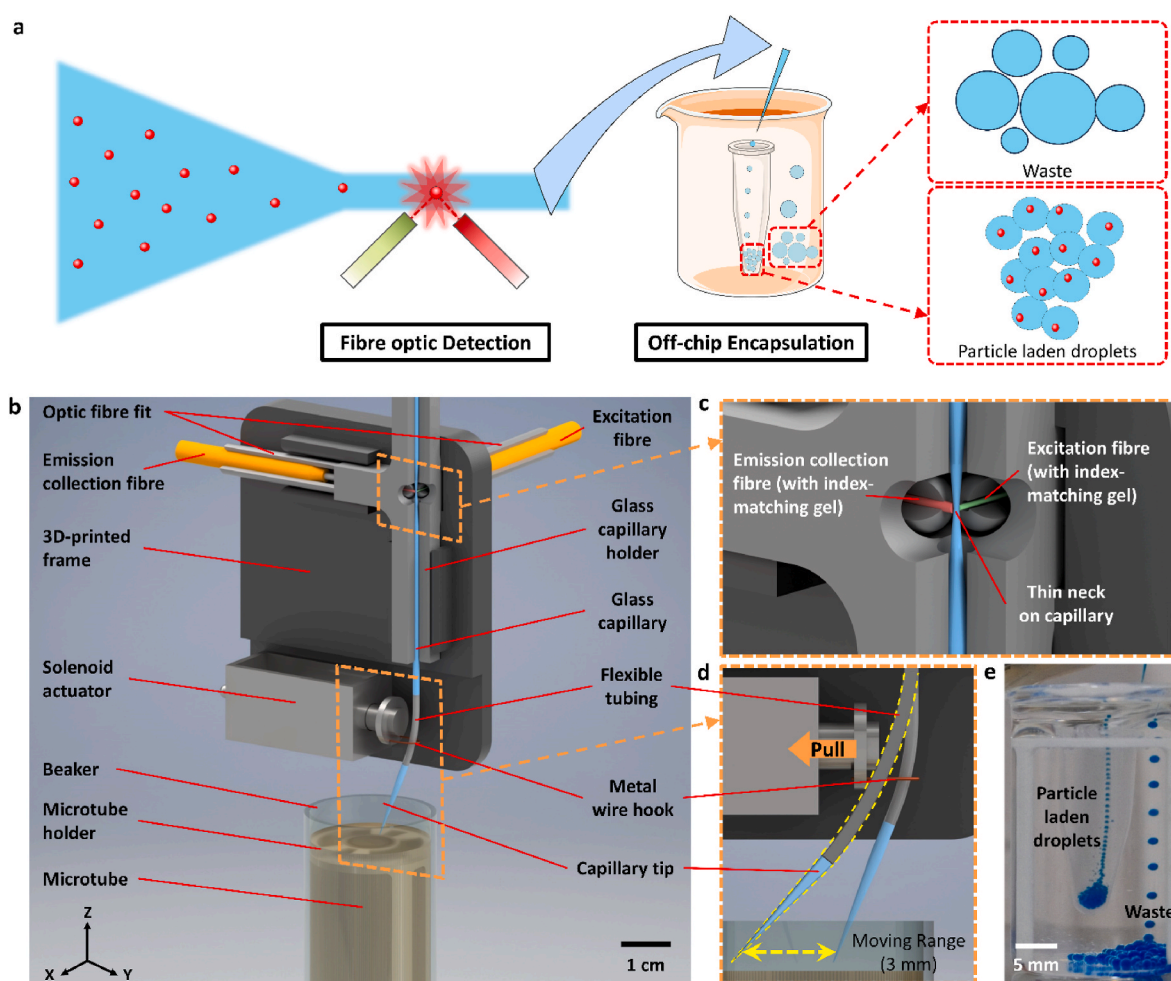 a
Waste
Particle laden droplets
Fibre optic Detection
Off-chip Encapsulation
b
Optic fibre fit
Emission
collection fibre
3D-printed
frame
Solenoid
actuator
Beaker
Microtube
holder
Microtube
Excitation
fibre
Glass
capillary
holder
Glass
capillary
Flexible
tubing
Metal
wire hook
Capillary tip
Z
X
Y
1 cm
c
Emission collection
fibre (with index-
matching gel)
Excitation fibre
(with index-
matching gel)
Thin neck
on capillary
d
Pull
Moving Range
(3 mm)
e
Particle
laden
droplets
Waste
5 mm